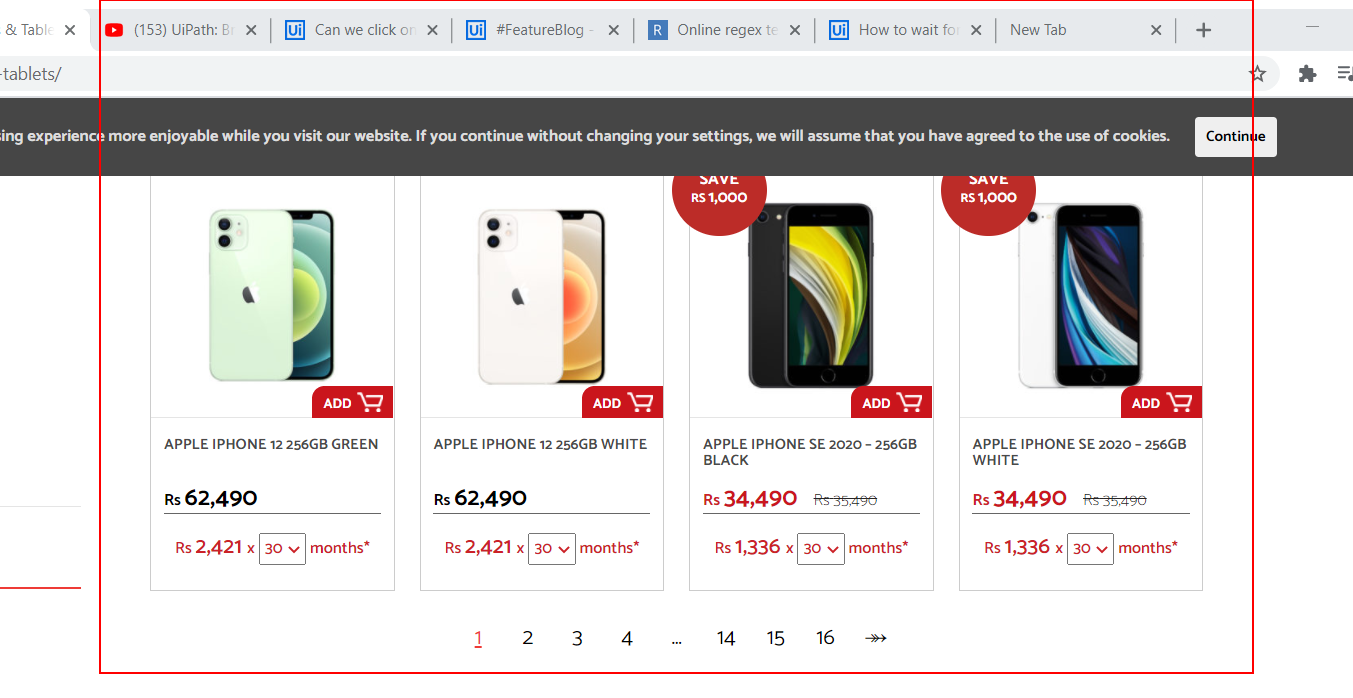 & Table
(153) UiPath: Br
Ui Can we click on
Ui #FeatureBlog -
R Online regex te
Ui How to wait for
New Tab
-tablets/
sing experience more enjoyable while you visit our website. If you continue without changing your settings, we will assume that you have agreed to the use of cookies.
Continue
SAVE
RS 1,000
SAVE
RS 1,000
ADD
ADD
ADD
ADD
APPLE IPHONE 12 256GB GREEN
Rs 62,490
Rs 2,421 x 30 months*
APPLE IPHONE 12 256GB WHITE
Rs 62,490
Rs 2,421 x 30 months*
APPLE IPHONE SE 2020 – 256GB
BLACK
Rs 34,490 Rs 35,490
Rs 1,336 x 30 months*
APPLE IPHONE SE 2020 – 256GB
WHITE
Rs 34,490 Rs 35,490
Rs 1,336 x 30 months*
1 2 3 4 ... 14 15 16 ↠